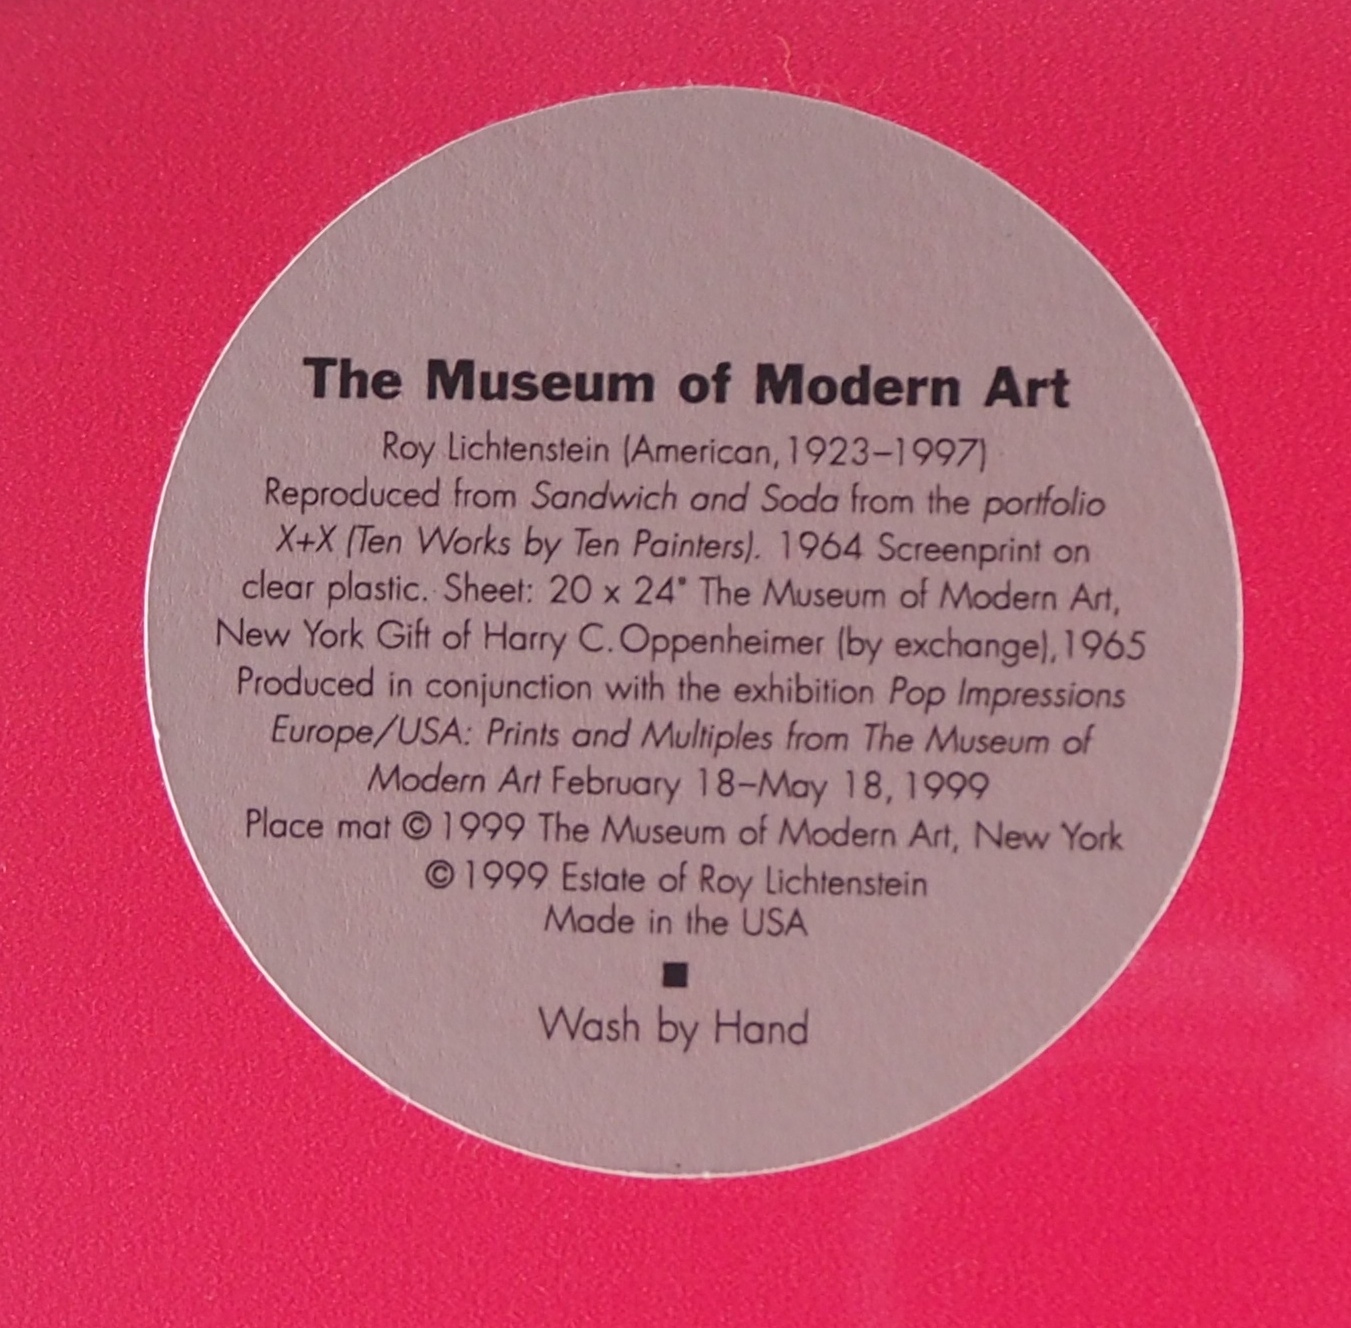 The Museum of Modern Art
Roy Lichtenstein (American, 1923–1997)
Reproduced from Sandwich and Soda from the portfolio
X+X (Ten Works by Ten Painters). 1964 Screenprint on
clear plastic. Sheet: 20 x 24" The Museum of Modern Art,
New York Gift of Harry C. Oppenheimer (by exchange), 1965
Produced in conjunction with the exhibition Pop Impressions
Europe/USA: Prints and Multiples from The Museum of
Modern Art February 18–May 18, 1999
Place mat © 1999 The Museum of Modern Art, New York
© 1999 Estate of Roy Lichtenstein
Made in the USA
■
Wash by Hand